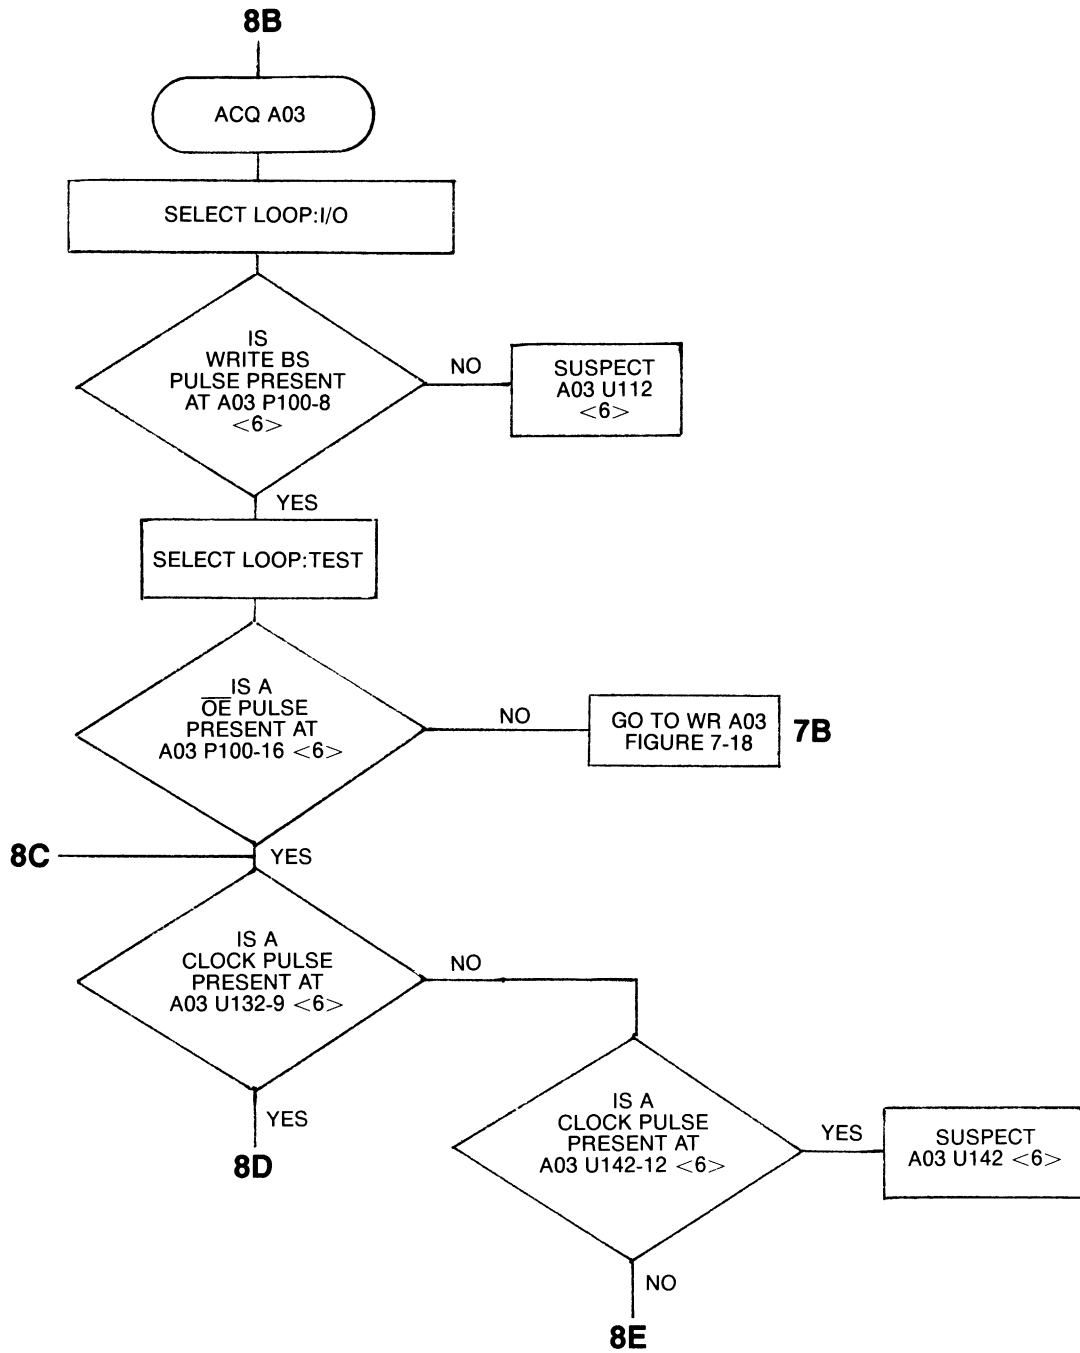 8B
ACQ A03
SELECT LOOP:I/O
IS
WRITE BS
PULSE PRESENT
AT A03 P100-8
<6>
NO
SUSPECT
A03 U112
<6>
YES
SELECT LOOP:TEST
IS A
O̅E̅ PULSE
PRESENT AT
A03 P100-16 <6>
NO
GO TO WR A03
FIGURE 7-18
7B
8C
YES
IS A
CLOCK PULSE
PRESENT AT
A03 U132-9 <6>
NO
YES
8D
IS A
CLOCK PULSE
PRESENT AT
A03 U142-12 <6>
YES
SUSPECT
A03 U142 <6>
NO
8E